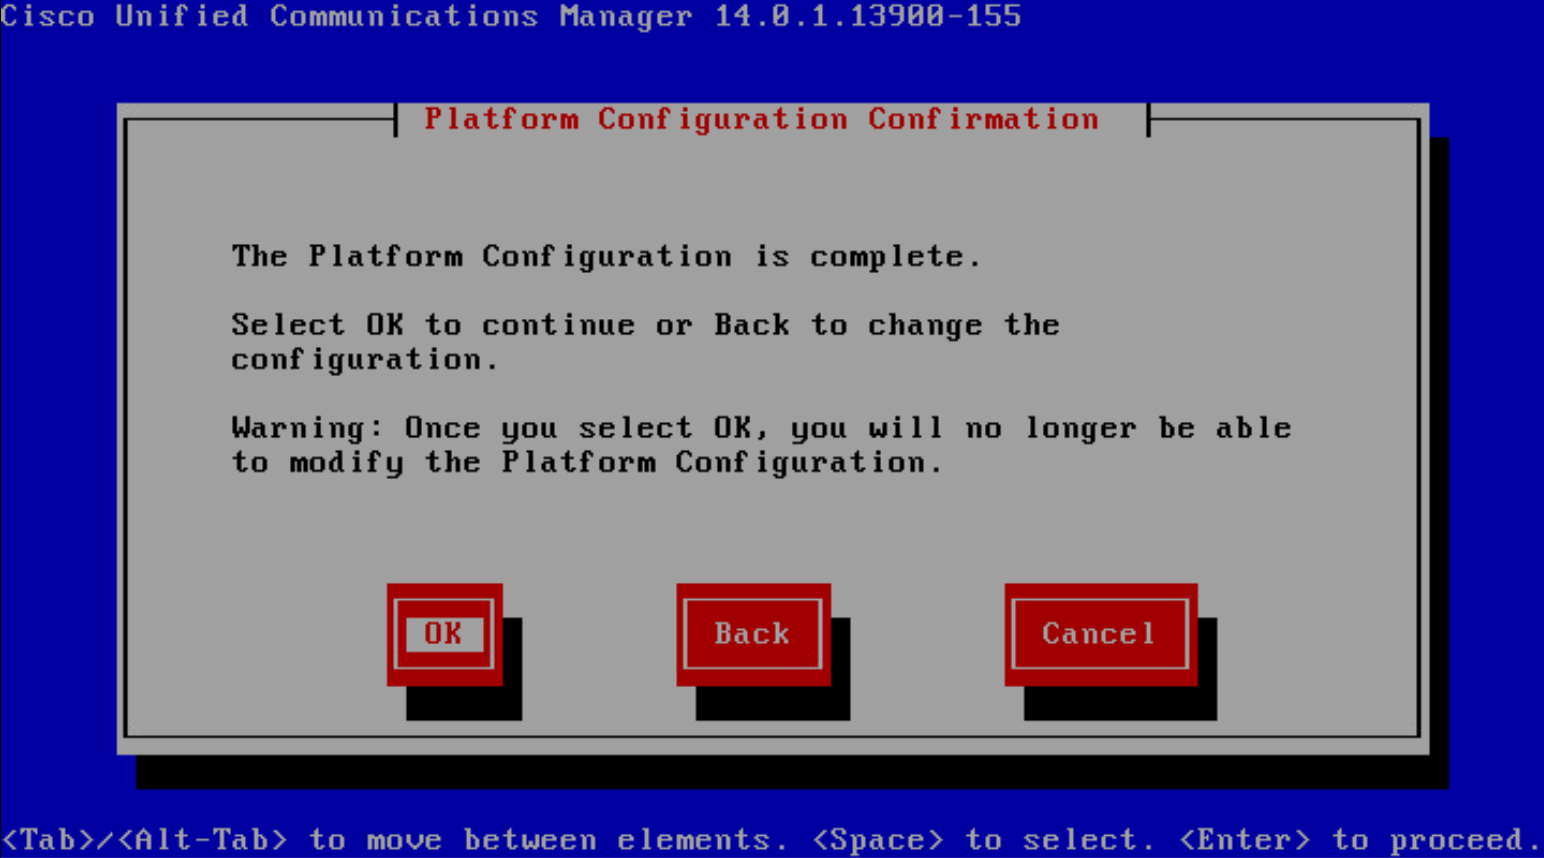 Cisco Unified Communications Manager 14.0.1.13900-155
Platform Configuration Confirmation
The Platform Configuration is complete.
Select OK to continue or Back to change the
configuration.
Warning: Once you select OK, you will no longer be able
to modify the Platform Configuration.
OK
Back
Cancel
<Tab>/<Alt-Tab> to move between elements. <Space> to select. <Enter> to proceed.